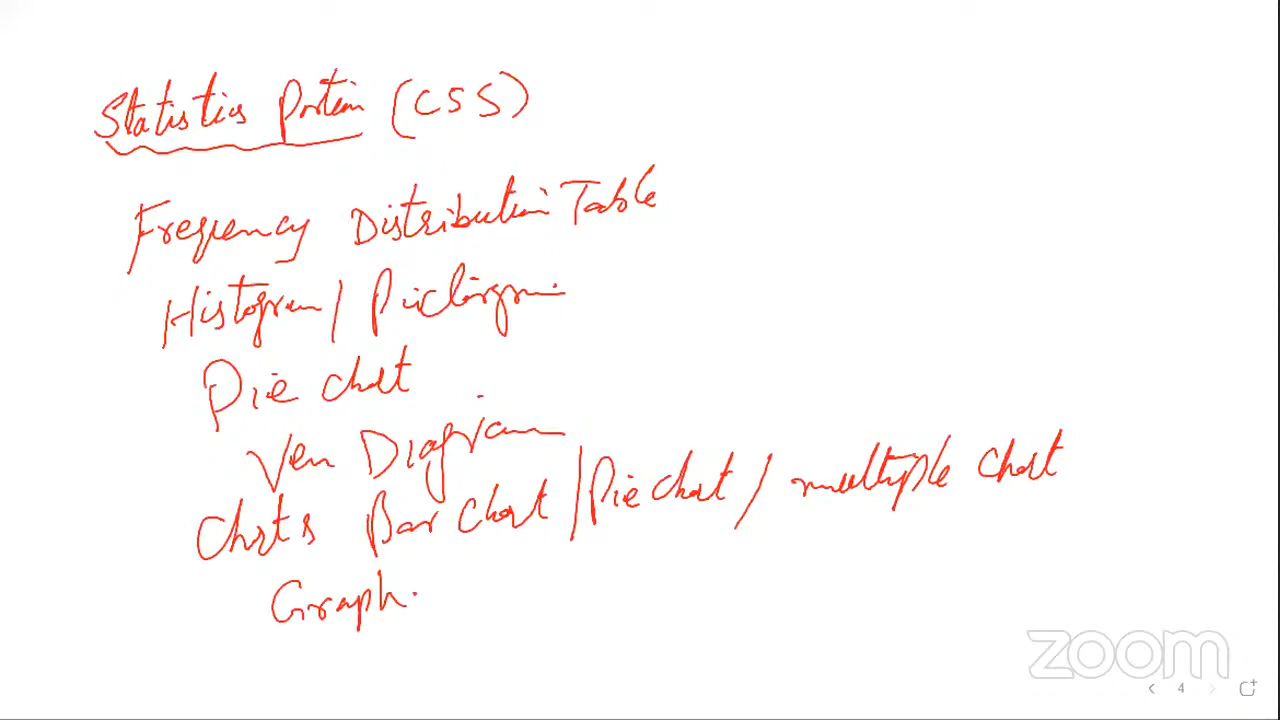 Statistics Portion (CSS)
Frequency Distribution Table
Histogram / Pictogram
Pie chart
Ven Diagram
Charts Bar Chart / Pie chart / multiple chart
Graph.
zoom
< 4 >